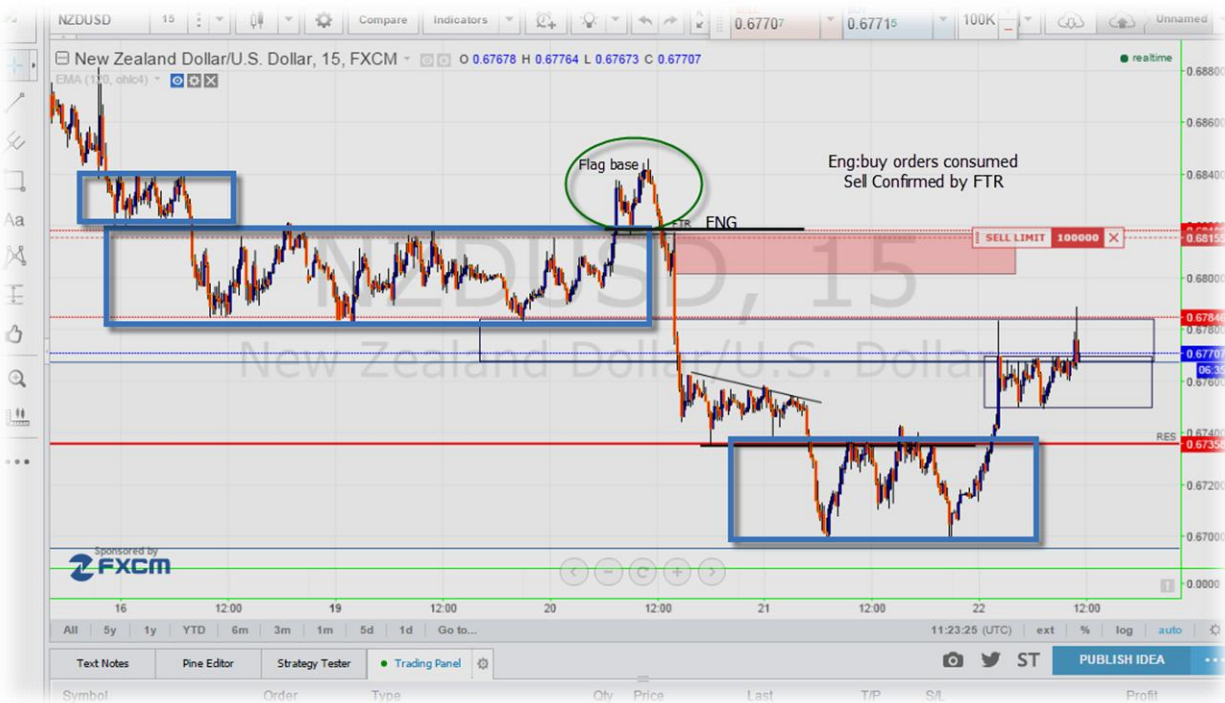 NZDUSD
15
Compare
Indicators
SELL
0.67707
BUY
0.67715
100K
Unnamed
New Zealand Dollar/U.S. Dollar, 15, FXCM
O 0.67678 H 0.67764 L 0.67673 C 0.67707
realtime
EMA (120, ohlc4)
0.68800
0.68600
0.68400
0.68155
0.68000
0.67846
0.67800
0.67707
06:35
0.67600
0.67400
0.67358
0.67200
0.67000
0.0000
Flag base
Eng:buy orders consumed
Sell Confirmed by FTR
FTR
ENG
SELL LIMIT 100000
NZDUSD, 15
New Zealand Dollar/U.S. Dollar
RES
Sponsored by
FXCM
16 12:00 19 12:00 20 12:00 21 12:00 22 12:00
All 5y 1y YTD 6m 3m 1m 5d 1d Go to...
11:23:25 (UTC) ext % log auto
Text Notes
Pine Editor
Strategy Tester
Trading Panel
ST
PUBLISH IDEA
Symbol Order Type Qty Price Last T/P S/L Profit